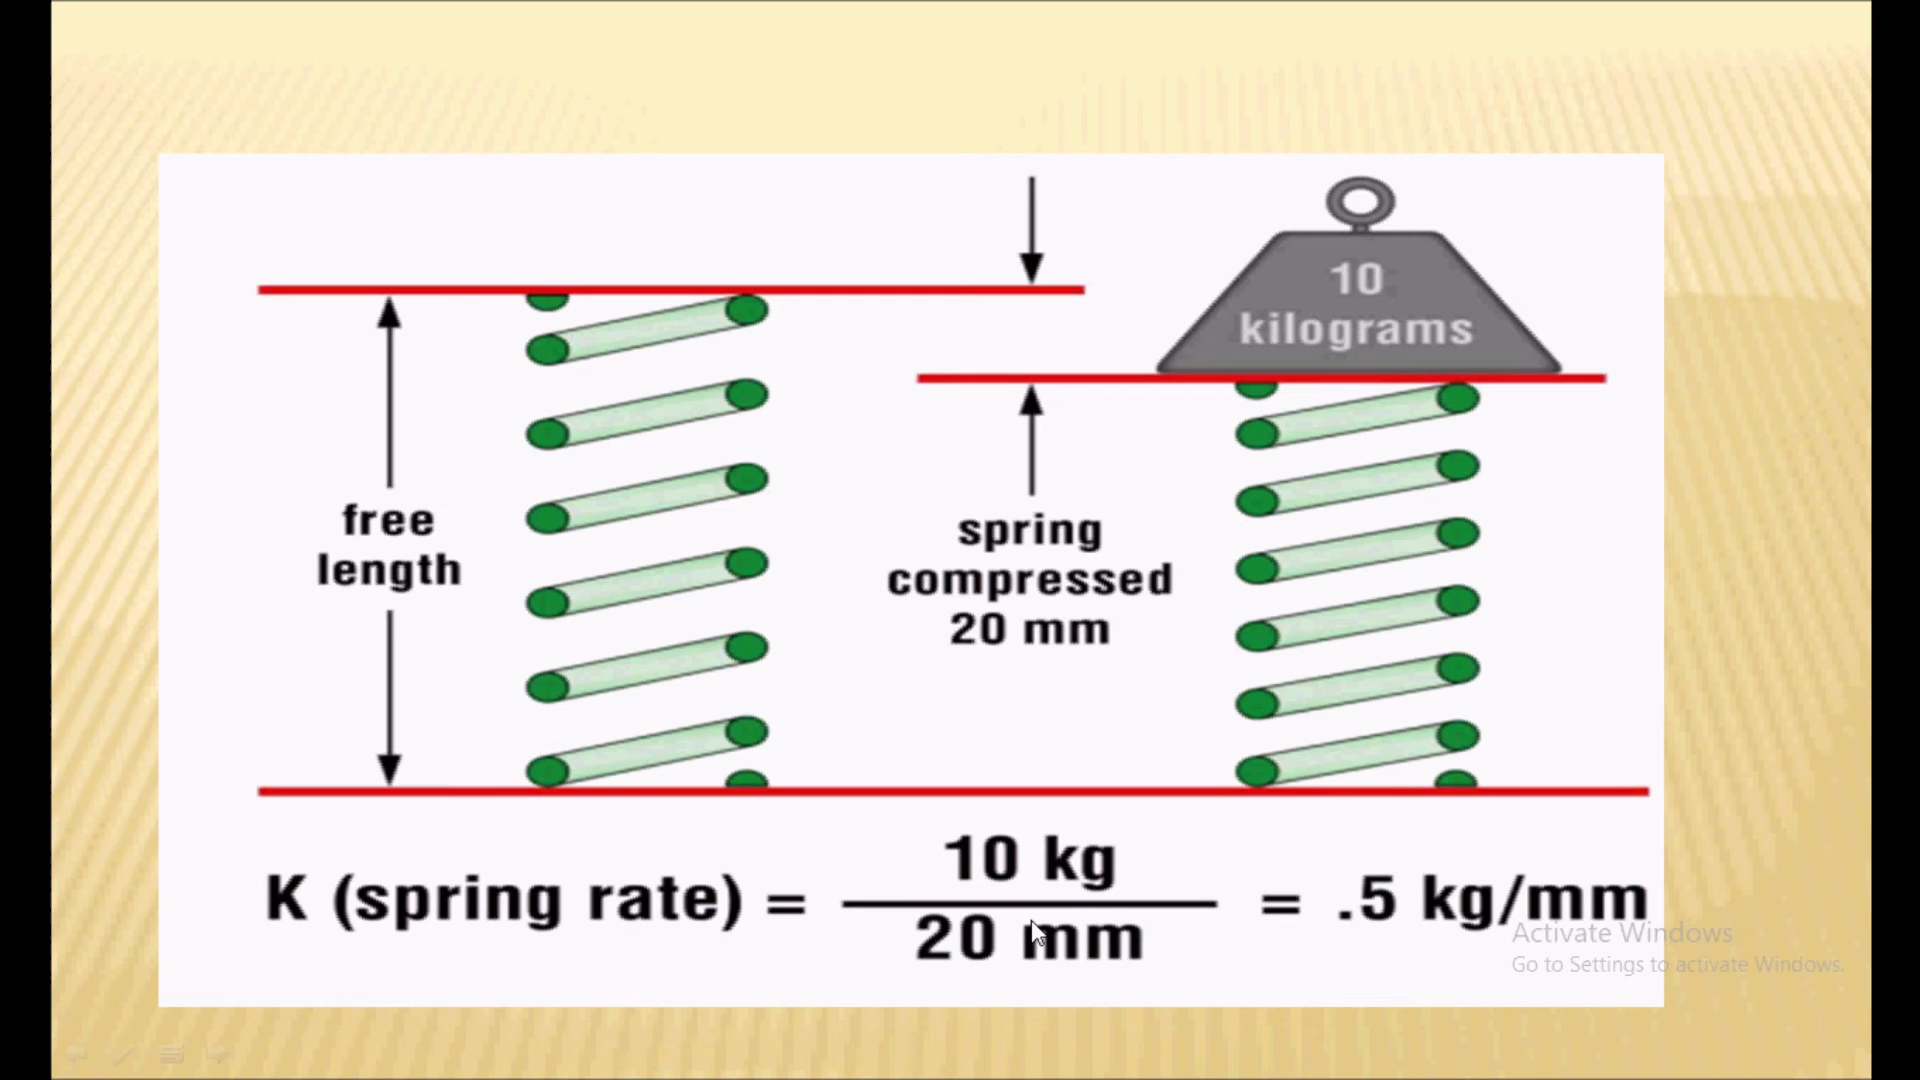 10
kilograms
free
length
spring
compressed
20 mm
K (spring rate) = 10 kg
20 mm = .5 kg/mm
Activate Windows
Go to Settings to activate Windows.